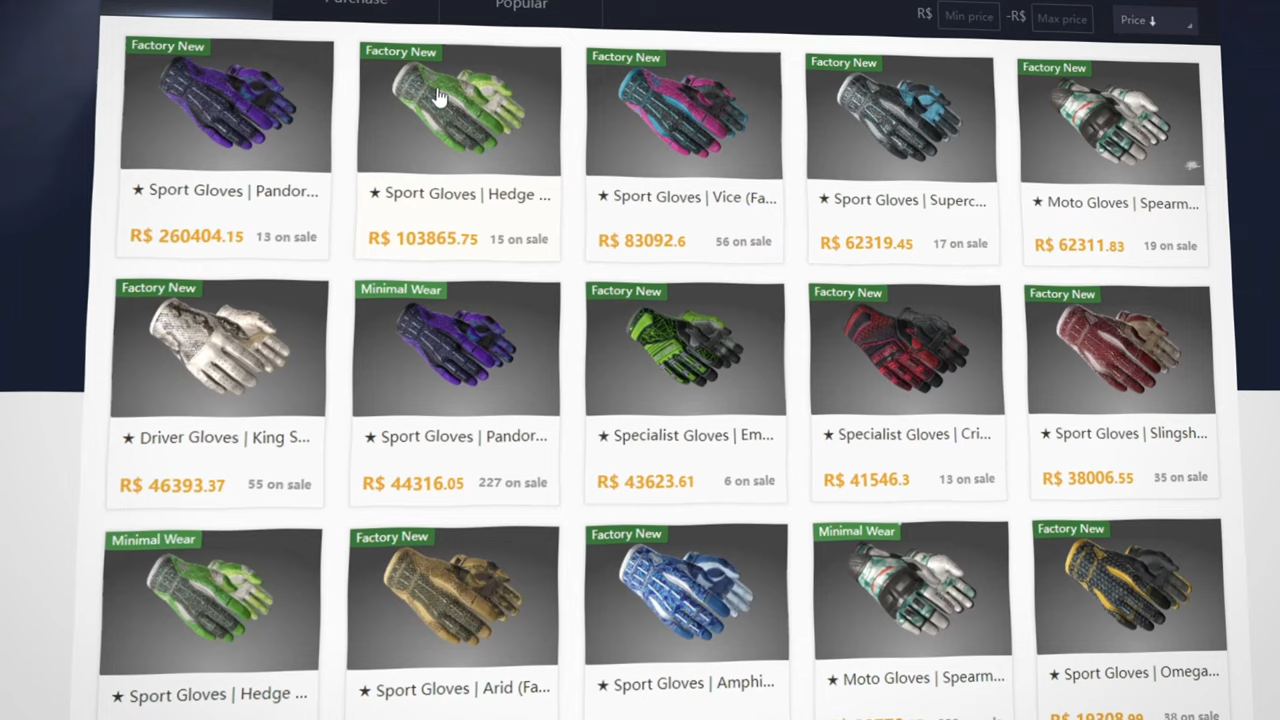 Popular
R$ Min price -R$ Max price Price
Factory New
Factory New
Factory New
Factory New
Factory New
★ Sport Gloves | Pandor...
★ Sport Gloves | Hedge ...
★ Sport Gloves | Vice (Fa...
★ Sport Gloves | Superc...
★ Moto Gloves | Spearm...
R$ 260404.15 13 on sale
R$ 103865.75 15 on sale
R$ 83092.6 56 on sale
R$ 62319.45 17 on sale
R$ 62311.83 19 on sale
Factory New
Minimal Wear
Factory New
Factory New
Factory New
★ Driver Gloves | King S...
★ Sport Gloves | Pandor...
★ Specialist Gloves | Em...
★ Specialist Gloves | Cri...
★ Sport Gloves | Slingsh...
R$ 46393.37 55 on sale
R$ 44316.05 227 on sale
R$ 43623.61 6 on sale
R$ 41546.3 13 on sale
R$ 38006.55 35 on sale
Minimal Wear
Factory New
Factory New
Minimal Wear
Factory New
★ Sport Gloves | Hedge ...
★ Sport Gloves | Arid (Fa...
★ Sport Gloves | Amphi...
★ Moto Gloves | Spearm...
★ Sport Gloves | Omega...
R$ 19308.99 38 on sale